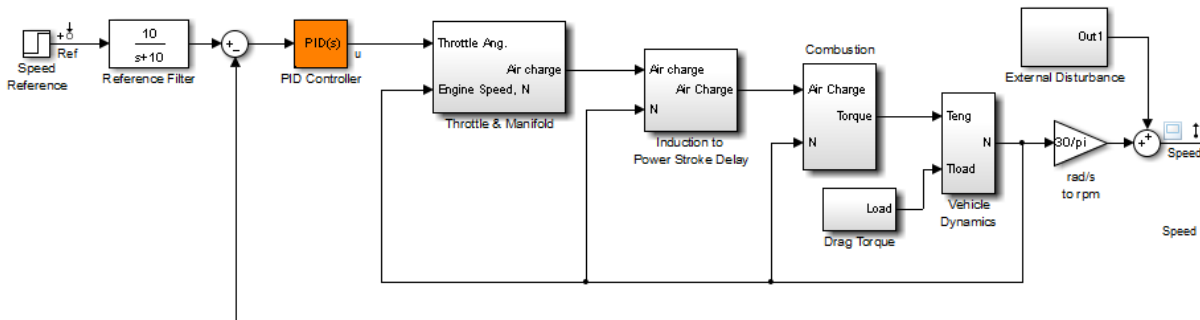 Speed
Reference
Ref
10
s+10
Reference Filter
PID(s)
u
PID Controller
Throttle Ang.
Air charge
Engine Speed, N
Throttle & Manifold
Air charge
Air Charge
N
Induction to
Power Stroke Delay
Combustion
Air Charge
Torque
N
Load
Drag Torque
Teng
N
Tload
Vehicle
Dynamics
30/pi
rad/s
to rpm
Out1
External Disturbance
Speed
Speed